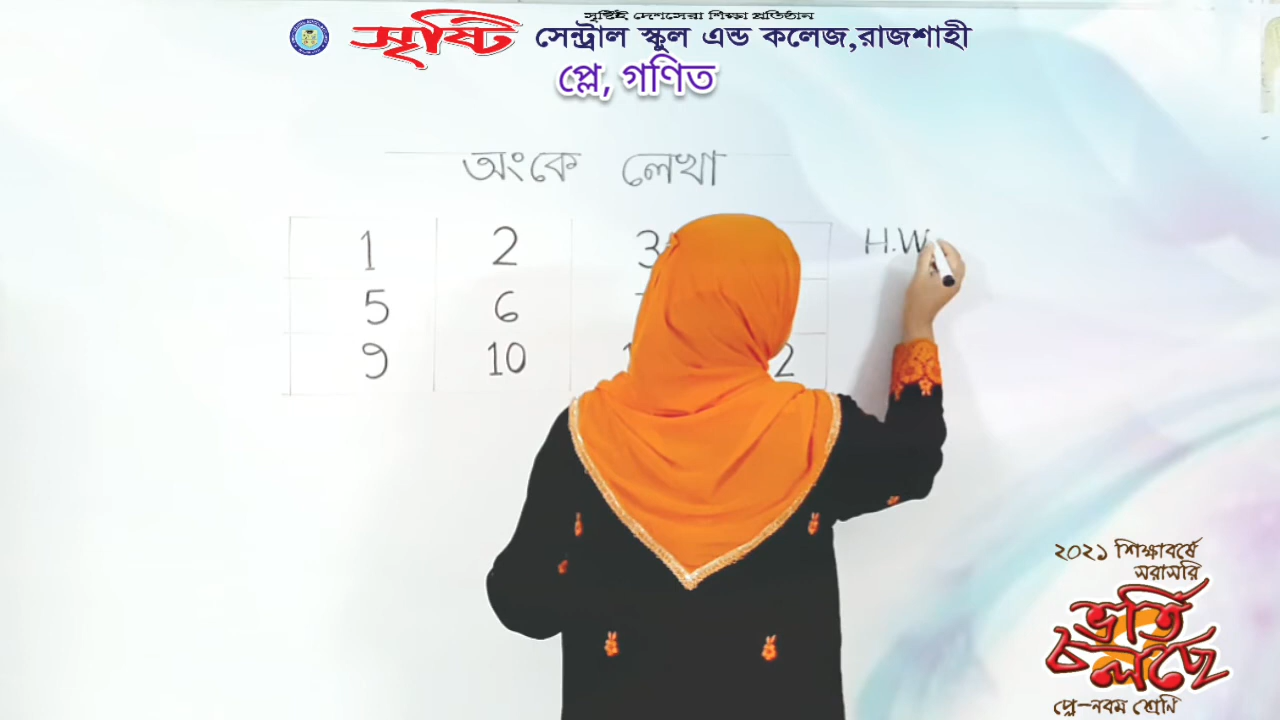 সৃষ্টিই দেশসেরা শিক্ষা প্রতিষ্ঠান
সৃষ্টি সেন্ট্রাল স্কুল এন্ড কলেজ,রাজশাহী
প্লে, গণিত
অংকে লেখা
1 2 3
H.W
5 6
9 10 2
২০২১ শিক্ষাবর্ষে
সরাসরি
ভর্তি
চলছে
প্লে-নবম শ্রেণি